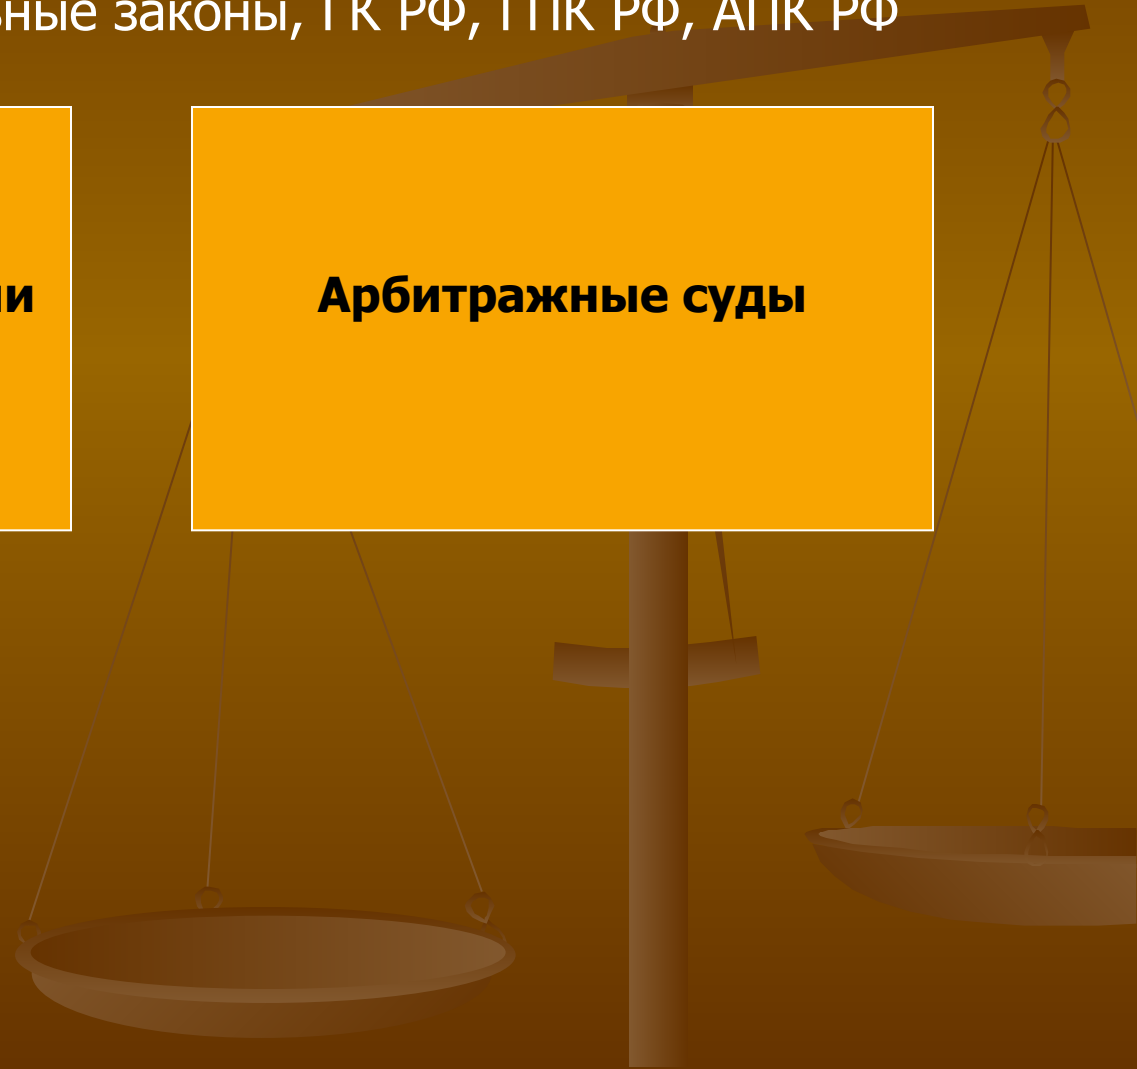 ные законы, ГК РФ, ГПК РФ, АПК РФ
и
Арбитражные суды